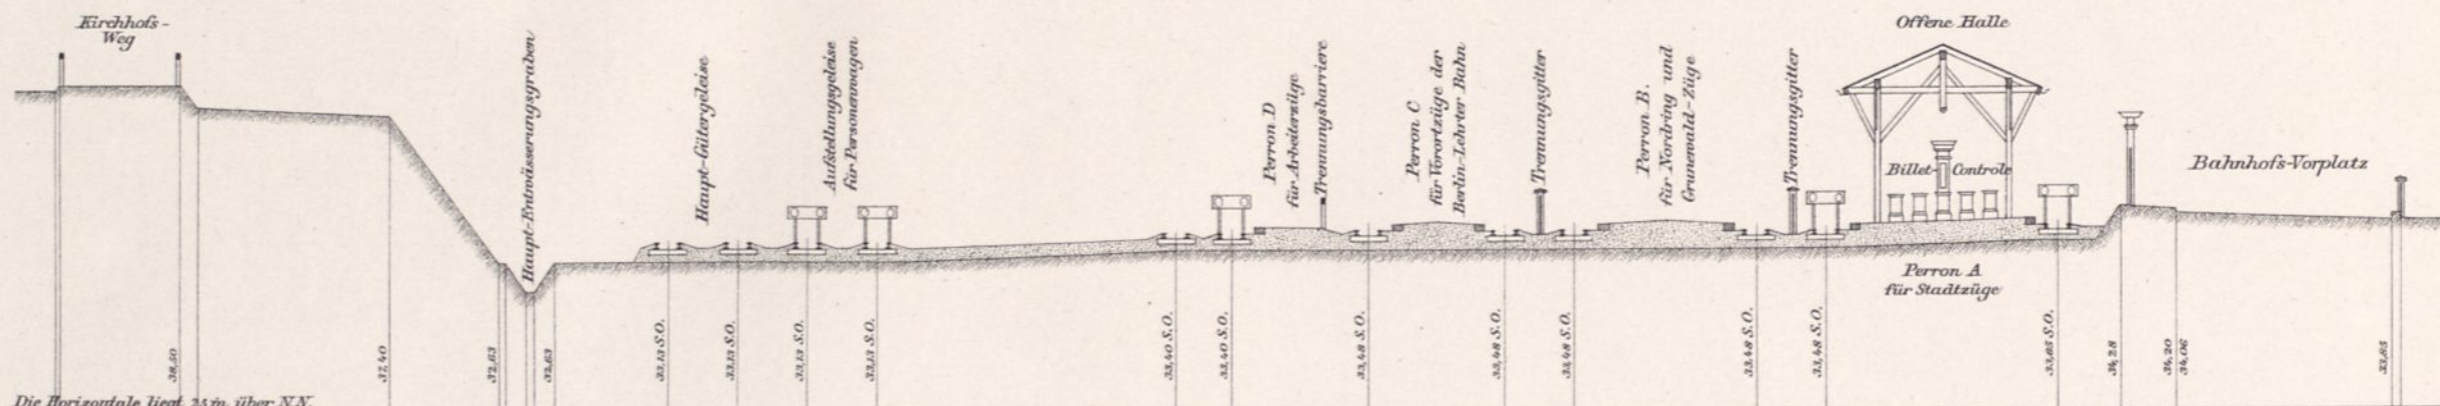 Kirchhofs-
Weg
Haupt-Entwässerungsgraben
Haupt-Gütergeleise
Aufstellungsgeleise
für Personenwagen
Perron D
für Arbeiterzüge
Trennungsbarriere
Perron C
für Vorortzüge der
Berlin-Lehrter Bahn
Trennungsgitter
Perron B.
für Nordring und
Grunewald-Züge
Trennungsgitter
Offene Halle
Billet-Controle
Bahnhofs-Vorplatz
Perron A
für Stadtzüge
38,50
37,40
32,63
32,63
33,13 S.O.
33,13 S.O.
33,13 S.O.
33,13 S.O.
33,40 S.O.
33,40 S.O.
33,48 S.O.
33,48 S.O.
33,48 S.O.
33,48 S.O.
33,48 S.O.
33,65 S.O.
34,28
34,20
34,06
33,85
Die Horizontale liegt 25 m über N.N.